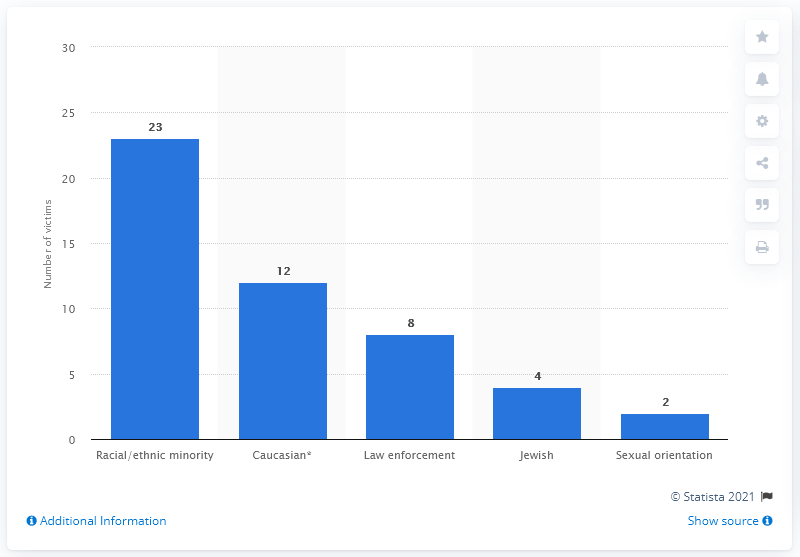 30
25
20
15
10
5
0
Number of victims
23
12
8
4
2
Racial/ethnic minority
Caucasian*
Law enforcement
Jewish
Sexual orientation
© Statista 2021
Additional Information
Show source